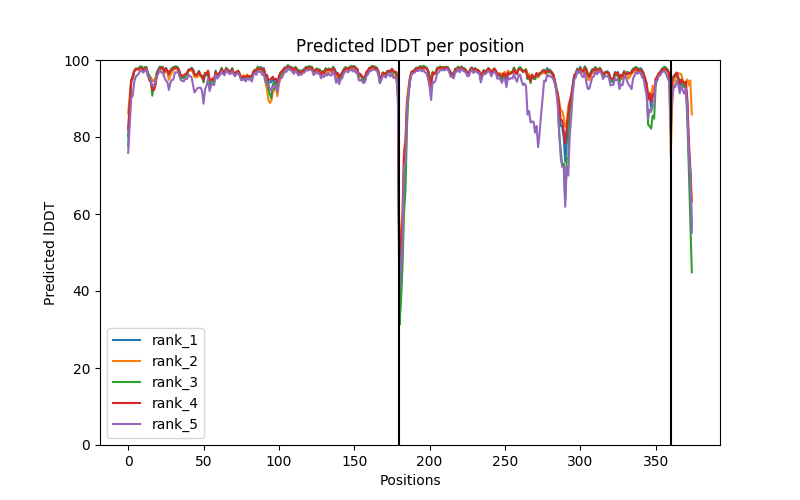 Predicted lDDT per position
100
80
60
40
20
0
Predicted lDDT
rank_1
rank_2
rank_3
rank_4
rank_5
0 50 100 150 200 250 300 350
Positions